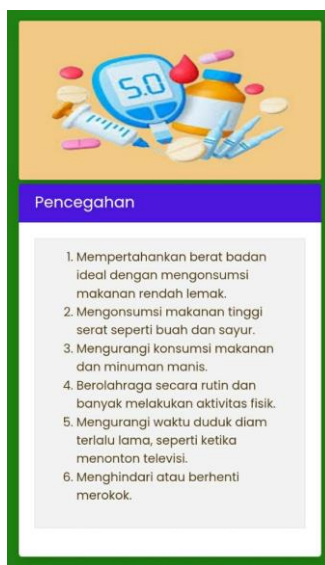 5.0
Pencegahan
1. Mempertahankan berat badan
ideal dengan mengonsumsi
makanan rendah lemak.
2. Mengonsumsi makanan tinggi
serat seperti buah dan sayur.
3. Mengurangi konsumsi makanan
dan minuman manis.
4. Berolahraga secara rutin dan
banyak melakukan aktivitas fisik.
5. Mengurangi waktu duduk diam
terlalu lama, seperti ketika
menonton televisi.
6. Menghindari atau berhenti
merokok.